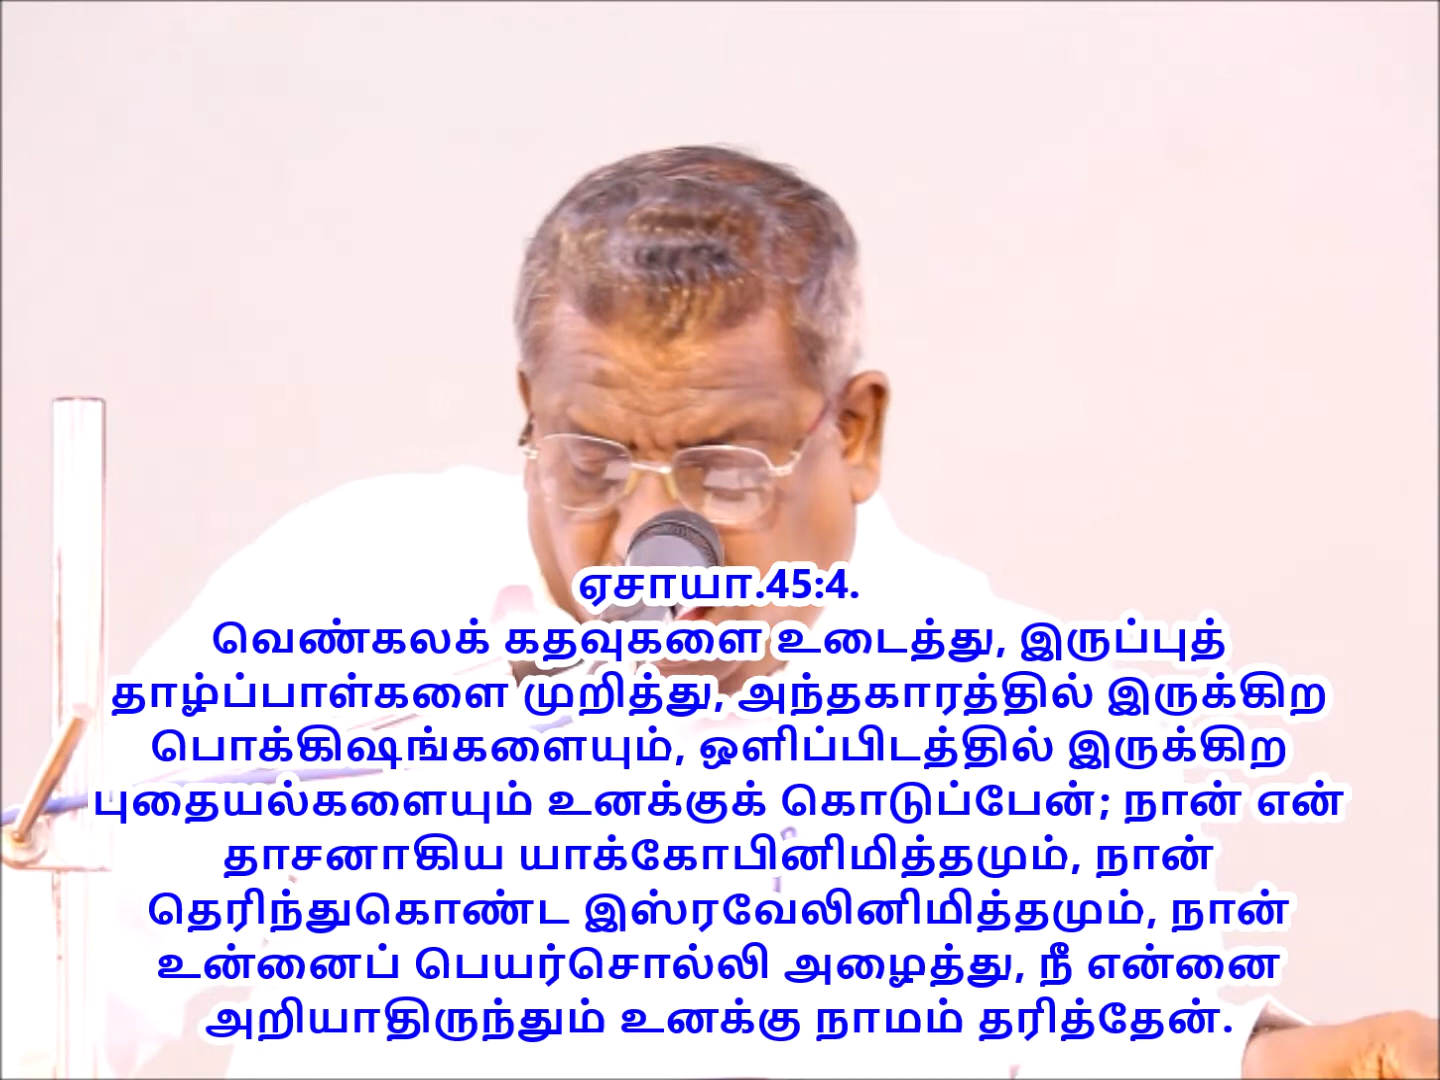 ஏசாயா.45:4.
வெண்கலக் கதவுகளை உடைத்து, இருப்புத்
தாழ்ப்பாள்களை முறித்து, அந்தகாரத்தில் இருக்கிற
பொக்கிஷங்களையும், ஒளிப்பிடத்தில் இருக்கிற
புதையல்களையும் உனக்குக் கொடுப்பேன்; நான் என்
தாசனாகிய யாக்கோபினிமித்தமும், நான்
தெரிந்துகொண்ட இஸ்ரவேலினிமித்தமும், நான்
உன்னைப் பெயர்சொல்லி அழைத்து, நீ என்னை
அறியாதிருந்தும் உனக்கு நாமம் தரித்தேன்.